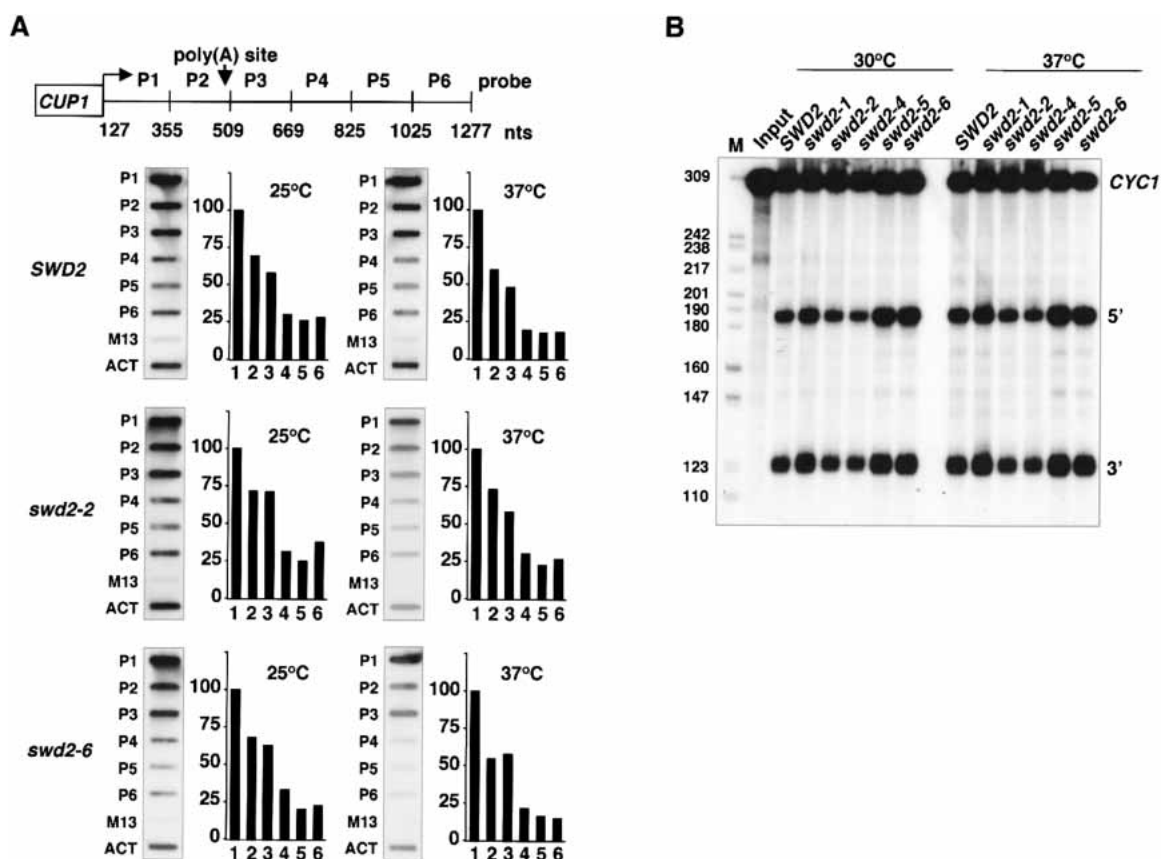 A
poly(A) site
P1 P2 P3 P4 P5 P6 probe
CUP1
127 355 509 669 825 1025 1277 nts
SWD2
P1
P2
P3
P4
P5
P6
M13
ACT
25°C
100
75
50
25
0
1 2 3 4 5 6
P1
P2
P3
P4
P5
P6
M13
ACT
37°C
100
75
50
25
0
1 2 3 4 5 6
swd2-2
P1
P2
P3
P4
P5
P6
M13
ACT
25°C
100
75
50
25
0
1 2 3 4 5 6
P1
P2
P3
P4
P5
P6
M13
ACT
37°C
100
75
50
25
0
1 2 3 4 5 6
swd2-6
P1
P2
P3
P4
P5
P6
M13
ACT
25°C
100
75
50
25
0
1 2 3 4 5 6
P1
P2
P3
P4
P5
P6
M13
ACT
37°C
100
75
50
25
0
1 2 3 4 5 6
B
30°C 37°C
M Input SWD2 swd2-1 swd2-2 swd2-4 swd2-5 swd2-6 SWD2 swd2-1 swd2-2 swd2-4 swd2-5 swd2-6
309
242
238
217
201
190
180
160
147
123
110
CYC1
5'
3'